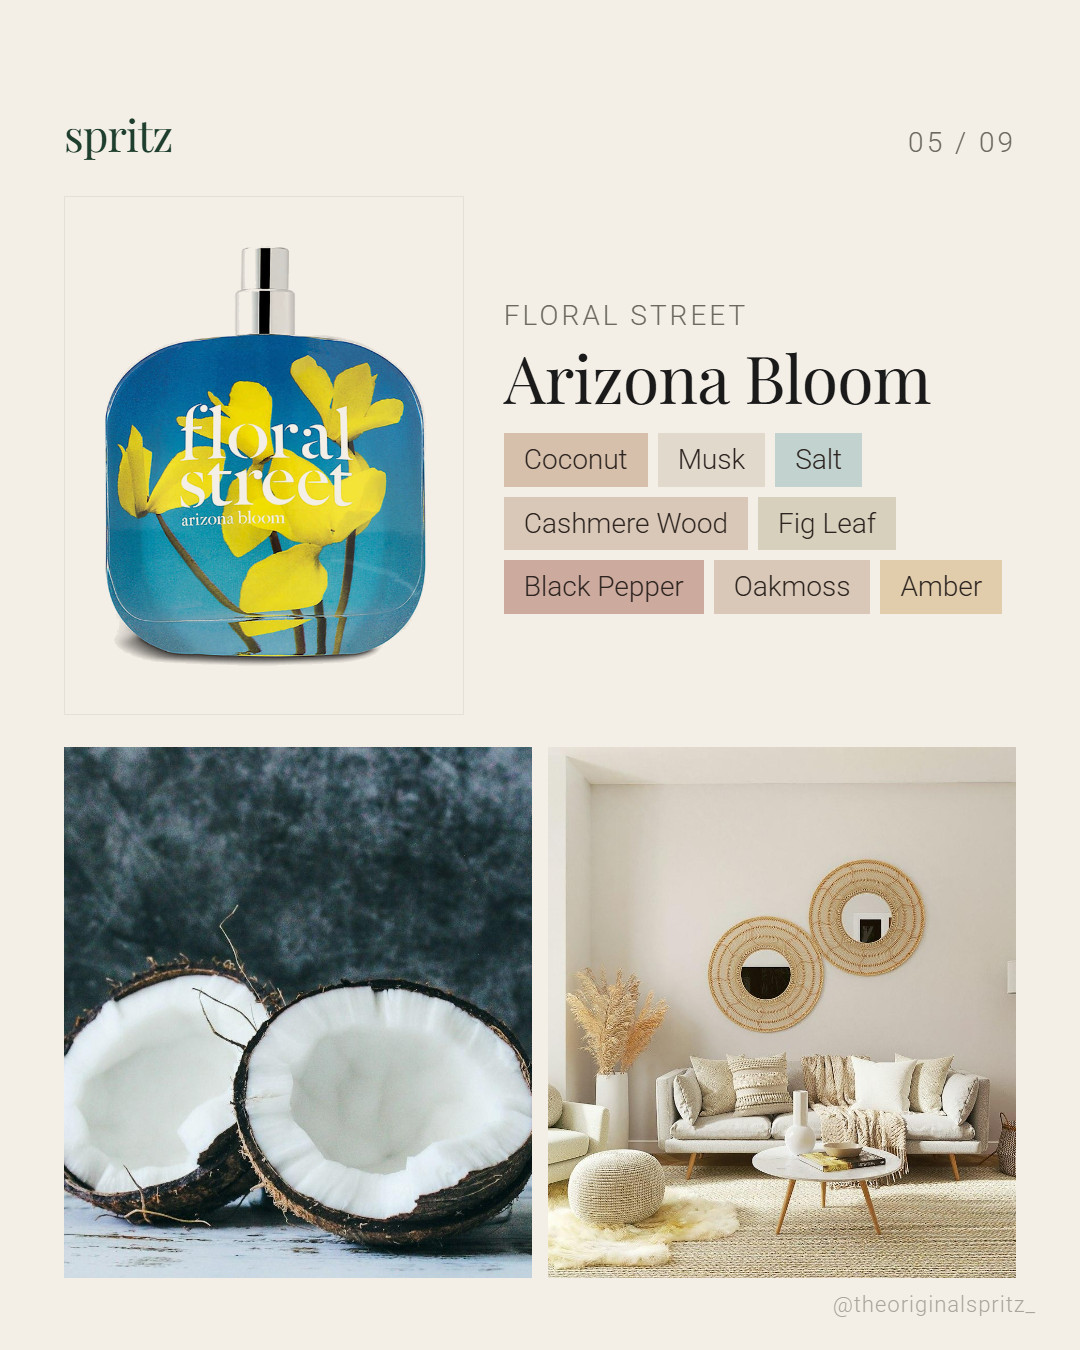 spritz
05 / 09
FLORAL STREET
Arizona Bloom
Coconut Musk Salt
Cashmere Wood Fig Leaf
Black Pepper Oakmoss Amber
floral
street
arizona bloom
@theoriginalspritz_